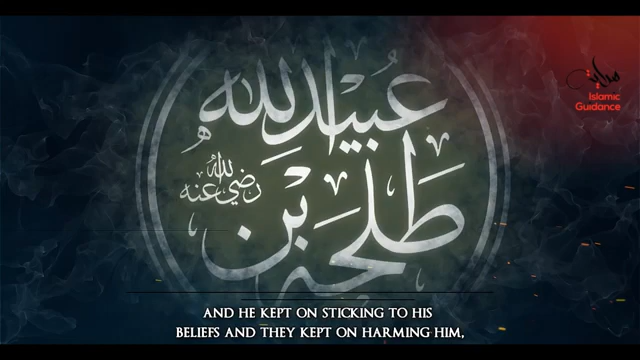 عبيد الله
طلحة بن
رضي الله عنه
هداية
Islamic
Guidance
AND HE KEPT ON STICKING TO HIS
BELIEFS AND THEY KEPT ON HARMING HIM,